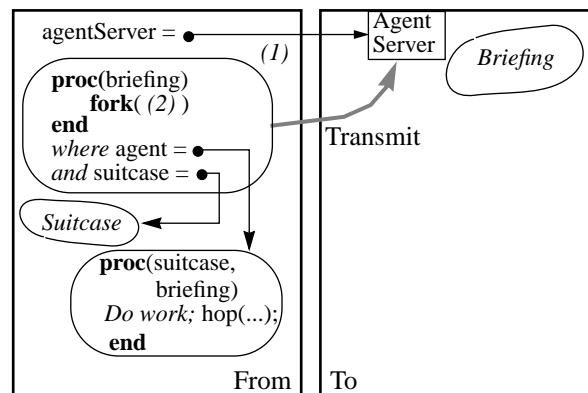 agentServer =
(1)
proc(briefing)
fork( (2) )
end
where agent =
and suitcase =
Suitcase
proc(suitcase,
briefing)
Do work; hop(...);
end
From
Agent
Server
Briefing
Transmit
To